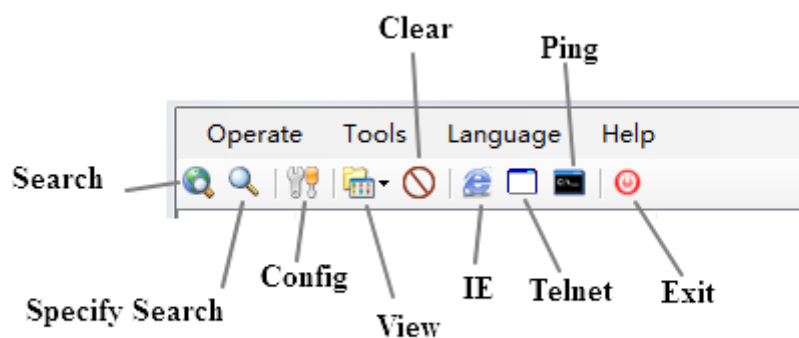 Clear
Ping
Operate Tools Language Help
Search
Config
IE
Telnet
Exit
Specify Search
View